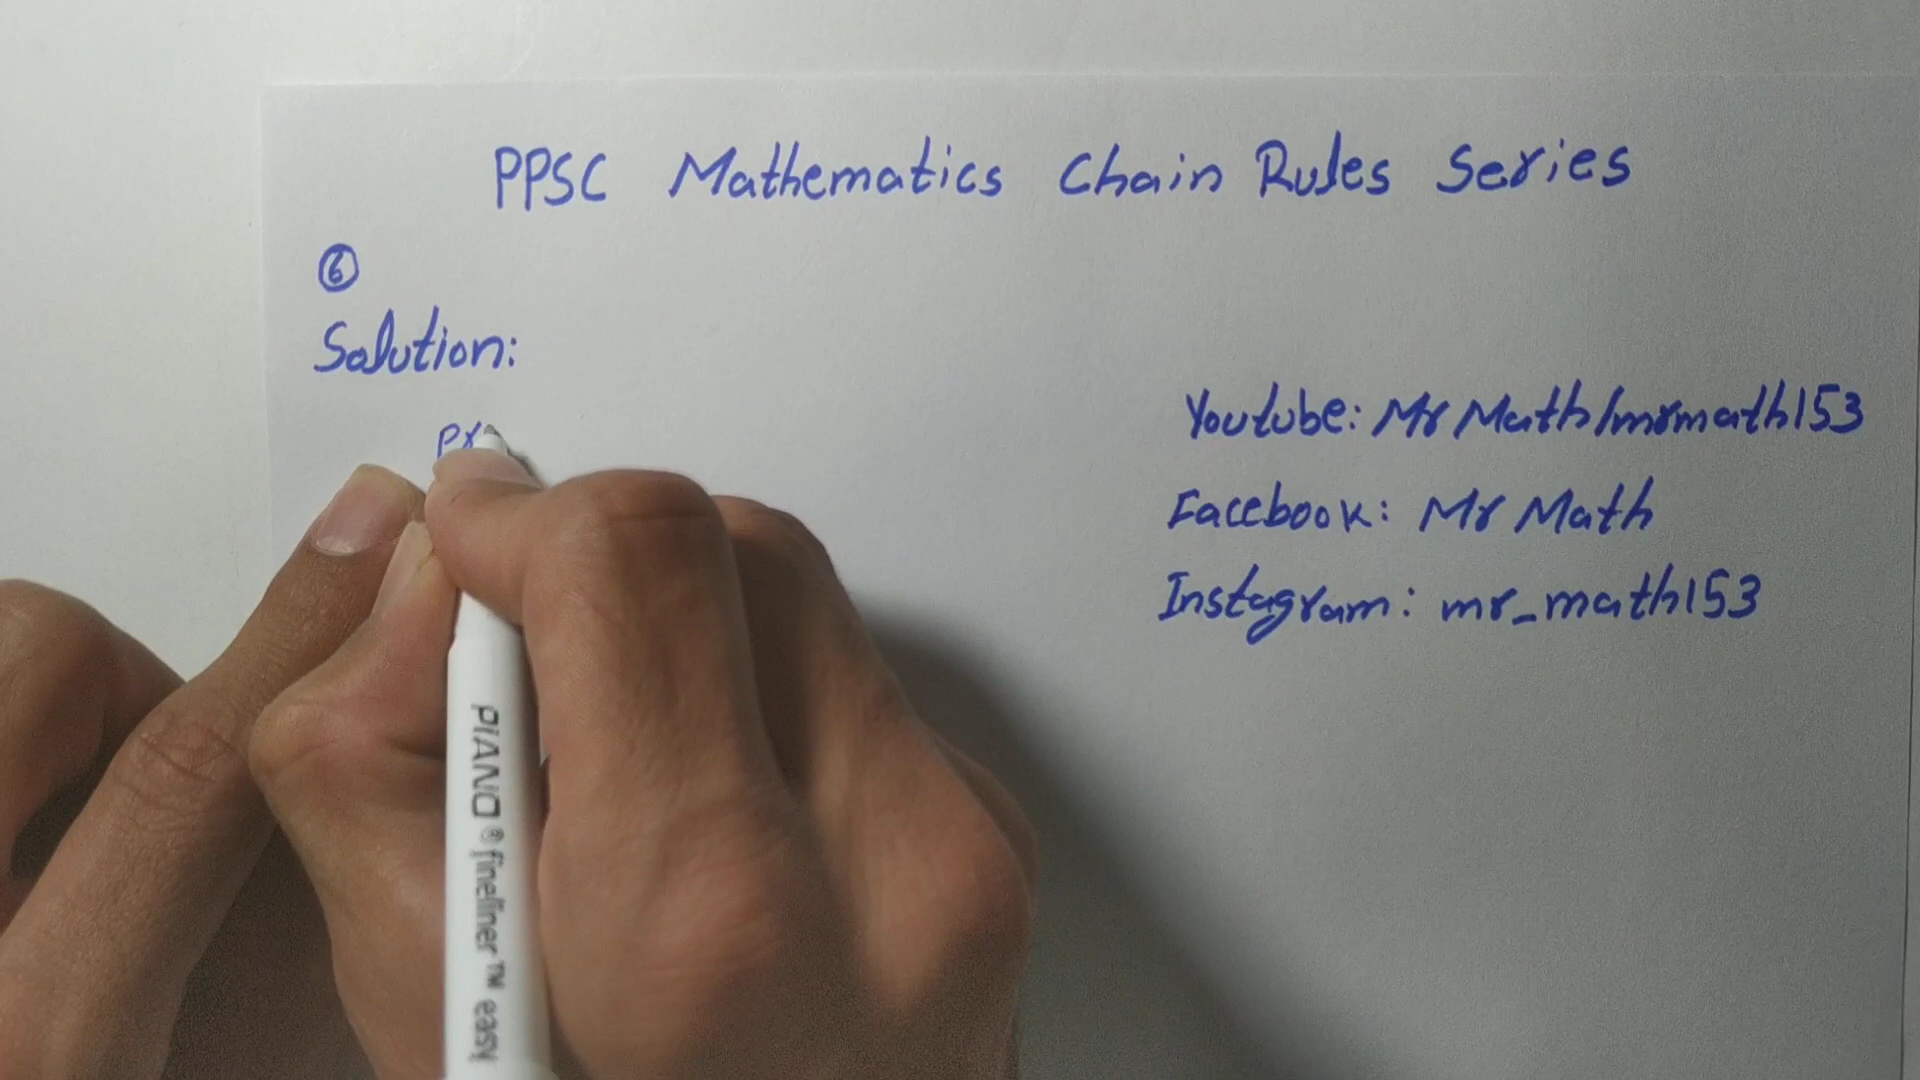 PPSC Mathematics Chain Rules Series
6
Solution:
PX
Youtube: Mr Math/mrmath153
Facebook: Mr Math
Instagram: mr_math153
PIANO® fineliner™ easy